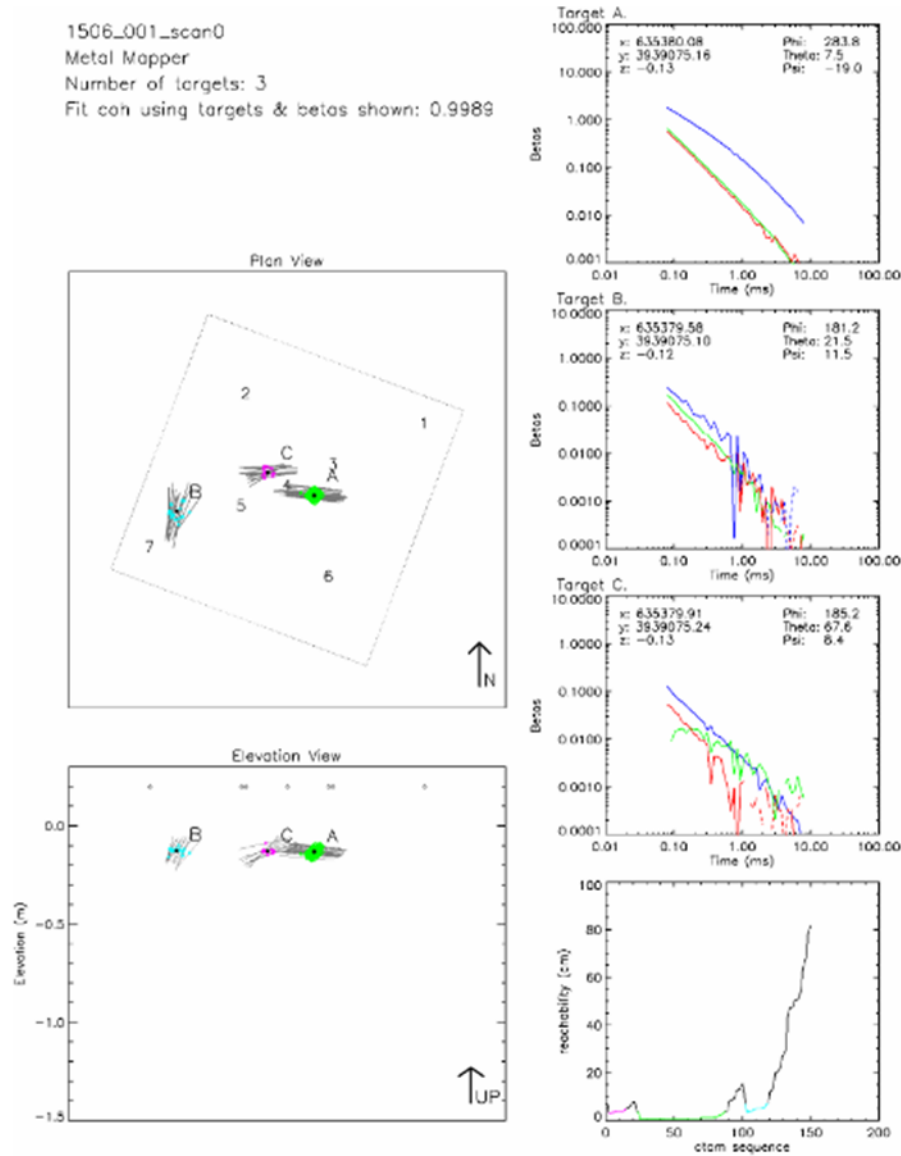 1506_001_scan0
Metal Mapper
Number of targets: 3
Fit coh using targets & betas shown: 0.9989
Plan View
2
1
C
3
A
4
5
B
7
6
N
Elevation View
B
C
A
0.0
-0.5
-1.0
-1.5
Elevation (m)
UP
Target A.
x: 635380.08 Phi: 283.8
y: 3939075.16 Theta: 7.5
z: -0.13 Psi: -19.0
100.000
10.000
1.000
0.100
0.010
0.001
Betas
0.01 0.10 1.00 10.00 100.00
Time (ms)
Target B.
x: 635379.58 Phi: 181.2
y: 3939075.10 Theta: 21.5
z: -0.12 Psi: 11.5
10.0000
1.0000
0.1000
0.0100
0.0010
0.0001
Betas
0.01 0.10 1.00 10.00 100.00
Time (ms)
Target C.
x: 635379.91 Phi: 185.2
y: 3939075.24 Theta: 67.6
z: -0.13 Psi: 8.4
10.0000
1.0000
0.1000
0.0100
0.0010
0.0001
Betas
0.01 0.10 1.00 10.00 100.00
Time (ms)
100
80
60
40
20
0
reachability (cm)
0 50 100 150 200
ctam sequence